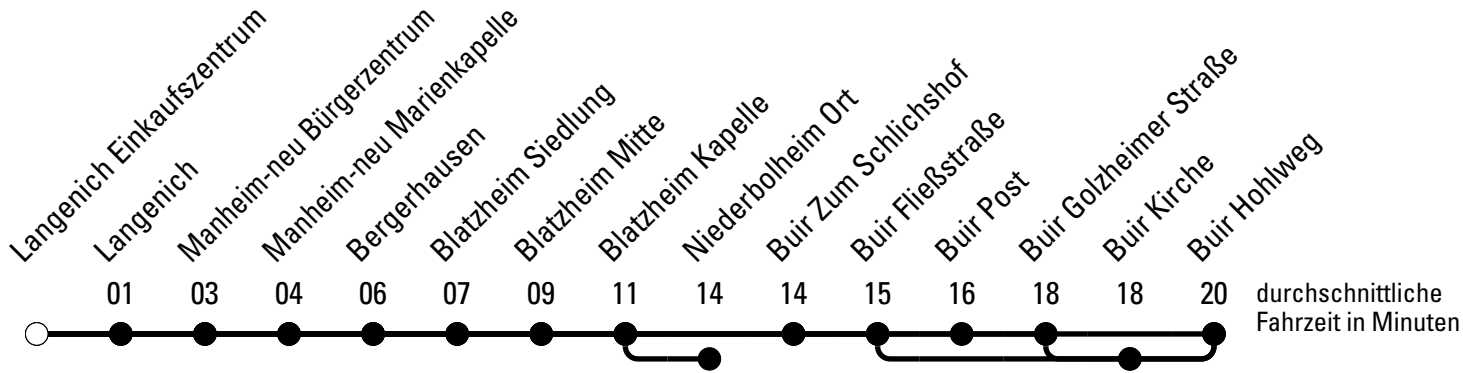 Langenich Einkaufszentrum
Langenich
Manheim-neu Bürgerzentrum
Manheim-neu Marienkapelle
Bergerhausen
Blatzheim Siedlung
Blatzheim Mitte
Blatzheim Kapelle
Niederbolheim Ort
Buir Zum Schlichshof
Buir Fließstraße
Buir Post
Buir Golzheimer Straße
Buir Kirche
Buir Hohlweg
01 03 04 06 07 09 11 14 14 15 16 18 18 20
durchschnittliche
Fahrzeit in Minuten